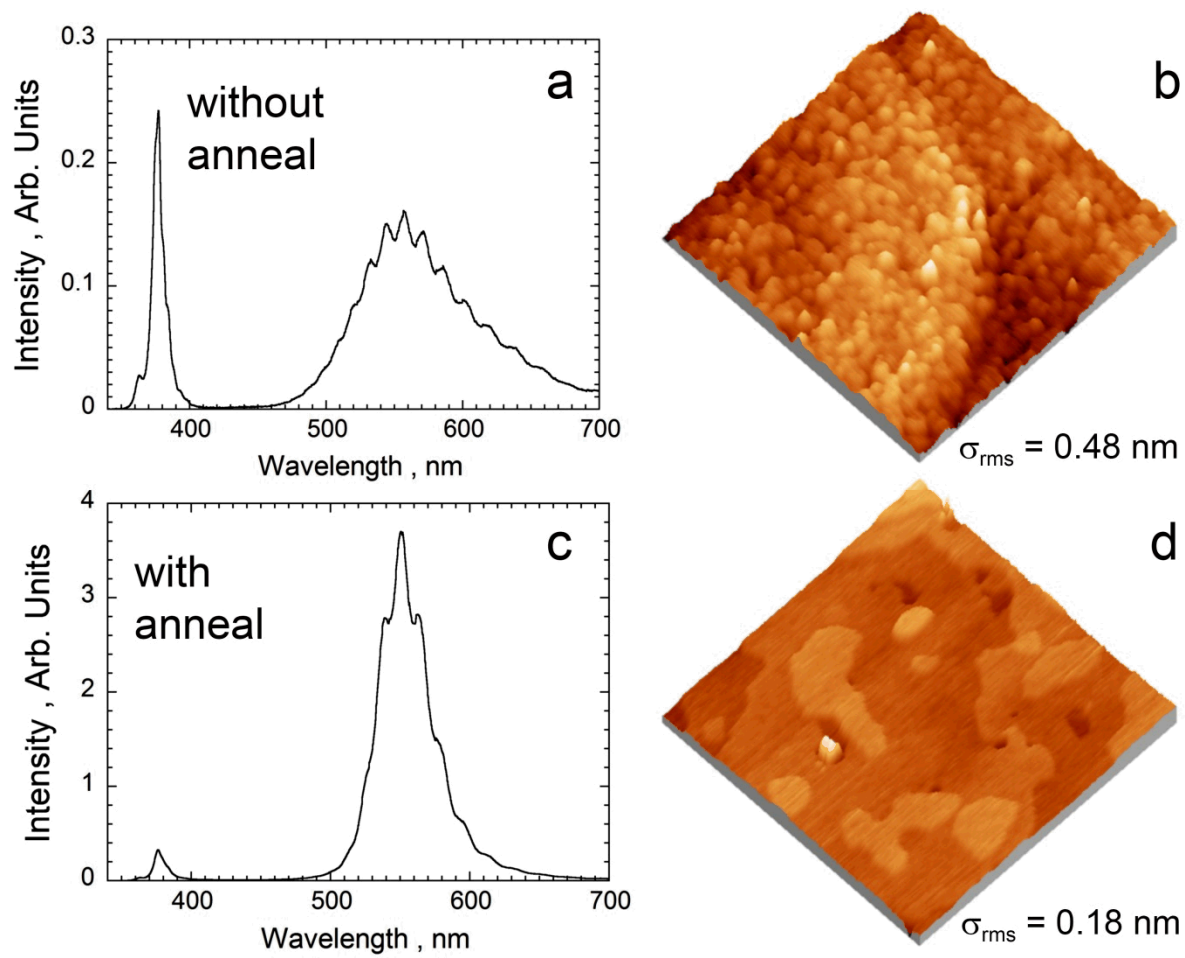 a
without
anneal
Intensity , Arb. Units
0.3
0.2
0.1
0
400
500
600
700
Wavelength , nm
b
σrms = 0.48 nm
c
with
anneal
Intensity , Arb. Units
4
3
2
1
0
400
500
600
700
Wavelength , nm
d
σrms = 0.18 nm